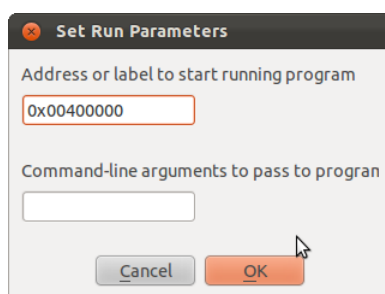 Set Run Parameters
Address or label to start running program
0x00400000
Command-line arguments to pass to program
Cancel
OK